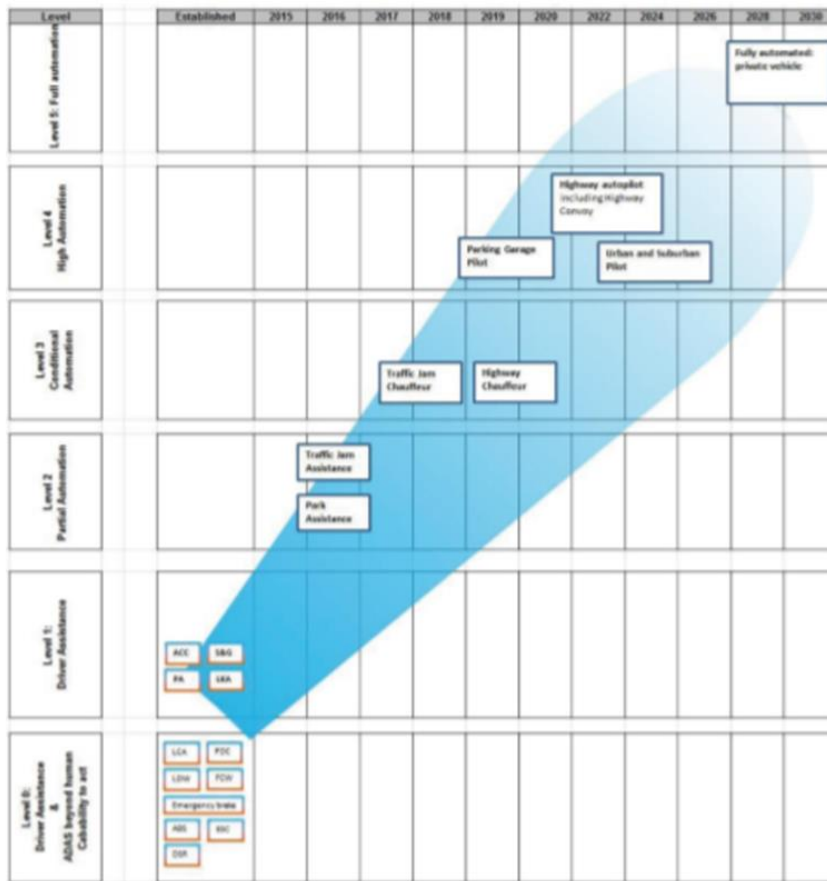 Level Established 2015 2016 2017 2018 2019 2020 2022 2024 2026 2028 2030
Level 5: Full automation
Fully automated:
private vehicle
Level 4
High Automation
Highway autopilot
including Highway
Convoy
Parking Garage
Pilot
Urban and Suburban
Pilot
Level 3
Conditional
Automation
Traffic Jam
Chauffeur
Highway
Chauffeur
Level 2
Partial Automation
Traffic Jam
Assistance
Park
Assistance
Level 1:
Driver Assistance
ACC S&G
PA LKA
Level 0:
Driver Assistance
&
ADAS beyond human
Cabability to act
LCA PDC
LDW FCW
Emergency brake
ABS ESC